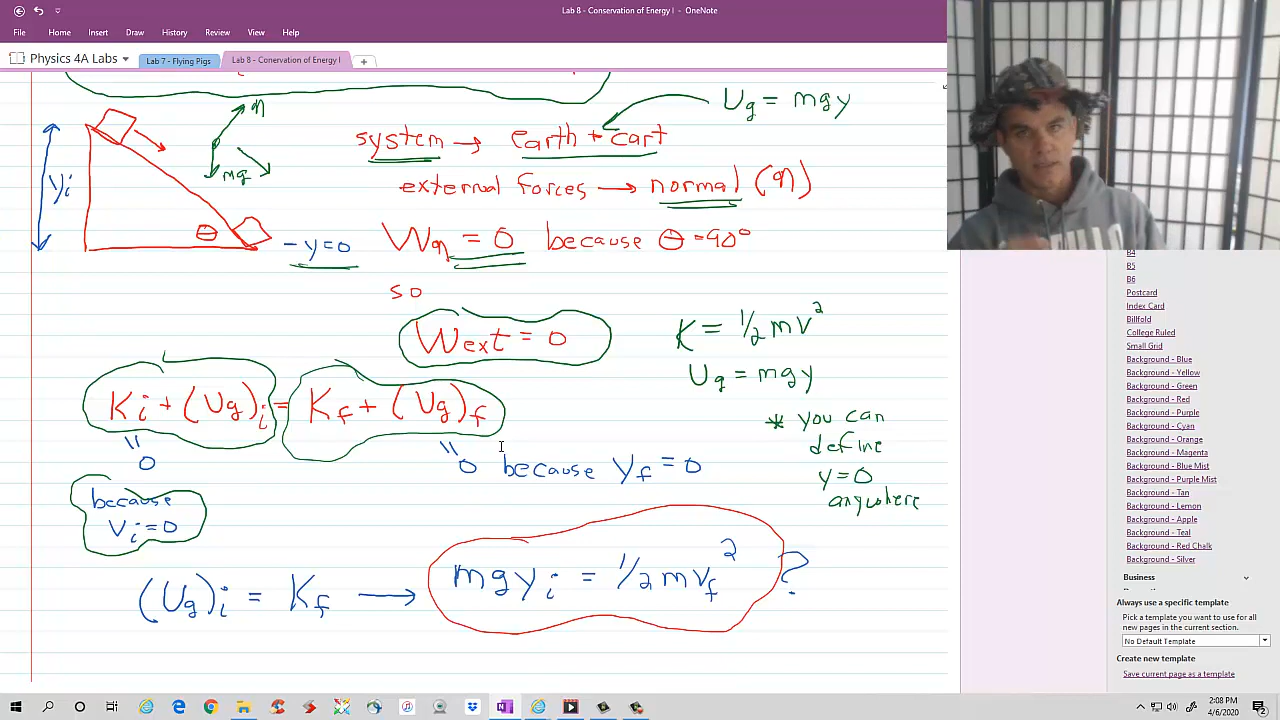 Lab 8 - Conservation of Energy I - OneNote
File Home Insert Draw History Review View Help
Physics 4A Labs
Lab 7 - Flying Pigs
Lab 8 - Conervation of Energy I
Ug = mgy
η
mg
yi
θ
- y=0
system → earth + cart
external forces → normal (η)
Wη = 0 because θ = 90°
so
Wext = 0
K = 1/2 mv²
Ug = mgy
* you can
define
y=0
anywhere
Ki + (Ug)i = Kf + (Ug)f
"
0
"
0 because yf = 0
because
Vi=0
(Ug)i = Kf → mgyi = 1/2 mvf² ?
B4
B5
B6
Postcard
Index Card
Billfold
College Ruled
Small Grid
Background - Blue
Background - Yellow
Background - Green
Background - Red
Background - Purple
Background - Cyan
Background - Orange
Background - Magenta
Background - Blue Mist
Background - Purple Mist
Background - Tan
Background - Lemon
Background - Apple
Background - Teal
Background - Red Chalk
Background - Silver
Business
Always use a specific template
Pick a template you want to use for all
new pages in the current section.
No Default Template
Create new template
Save current page as a template
2:08 PM
4/6/2020